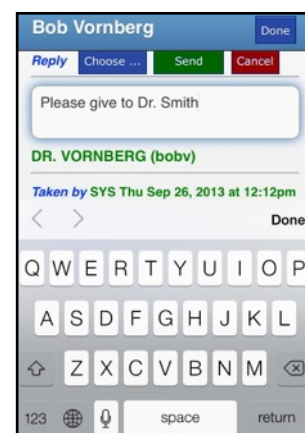 Bob Vornberg Done
Reply Choose ... Send Cancel
Please give to Dr. Smith
DR. VORNBERG (bobv)
Taken by SYS Thu Sep 26, 2013 at 12:12pm
Done
Q W E R T Y U I O P
A S D F G H J K L
Z X C V B N M
123 space return